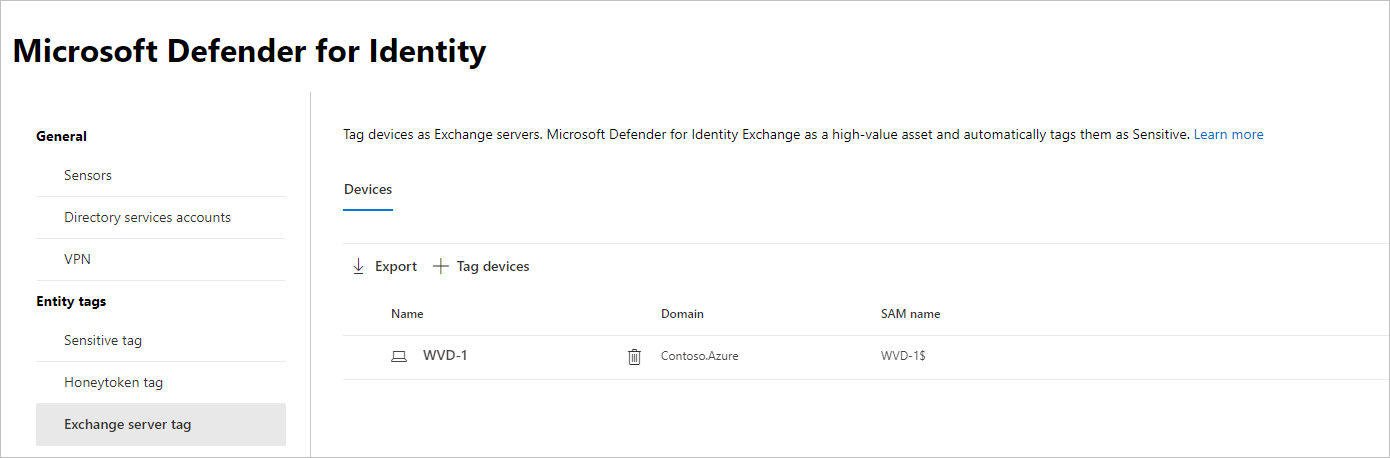 Microsoft Defender for Identity
General
Sensors
Directory services accounts
VPN
Entity tags
Sensitive tag
Honeytoken tag
Exchange server tag
Tag devices as Exchange servers. Microsoft Defender for Identity Exchange as a high-value asset and automatically tags them as Sensitive. Learn more
Devices
Export Tag devices
Name Domain SAM name
WVD-1 Contoso.Azure WVD-1$